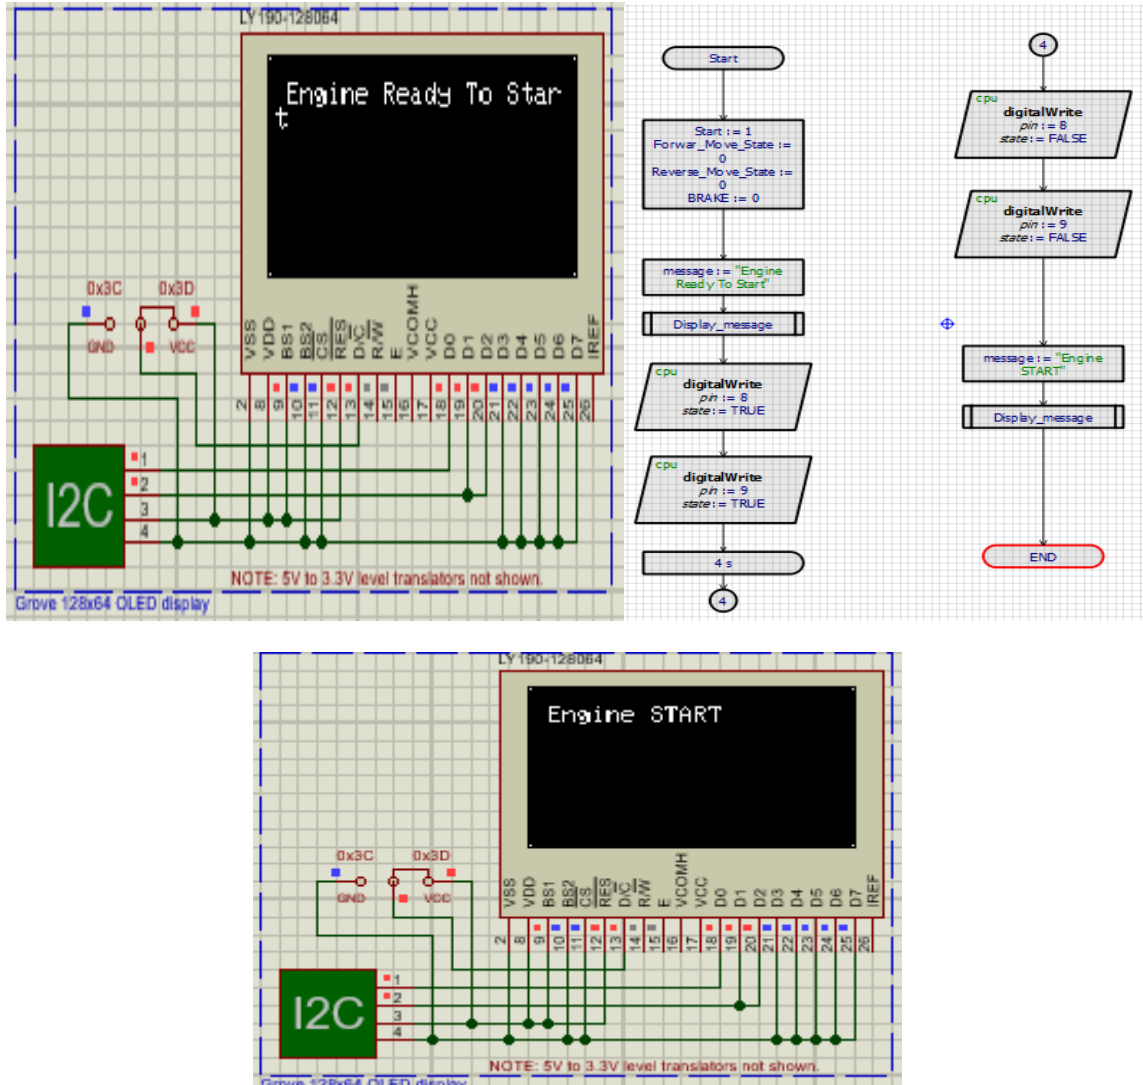 LY190-128064
Engine Ready To Star
t
0x3C
0x3D
GND
VCC
VSS
VDD
BS1
BS2
CS
RES
D/C
R/W
E
VCOMH
VCC
D0
D1
D2
D3
D4
D5
D6
D7
IREF
2
8
9
10
11
12
13
14
15
16
17
18
19
20
21
22
23
24
25
26
I2C
1
2
3
4
NOTE: 5V to 3.3V level translators not shown.
Grove 128x64 OLED display
Start
Start := 1
Forwar_Move_State :=
0
Reverse_Move_State :=
0
BRAKE := 0
message := "Engine
Ready To Start"
Display_message
cpu
digitalWrite
pin := 8
state := TRUE
cpu
digitalWrite
pin := 9
state := TRUE
4 s
4
4
cpu
digitalWrite
pin := 8
state := FALSE
cpu
digitalWrite
pin := 9
state := FALSE
message := "Engine
START"
Display_message
END
LY190-128064
Engine START
0x3C
0x3D
GND
VCC
VSS
VDD
BS1
BS2
CS
RES
D/C
R/W
E
VCOMH
VCC
D0
D1
D2
D3
D4
D5
D6
D7
IREF
2
8
9
10
11
12
13
14
15
16
17
18
19
20
21
22
23
24
25
26
I2C
1
2
3
4
NOTE: 5V to 3.3V level translators not shown.
Grove 128x64 OLED display